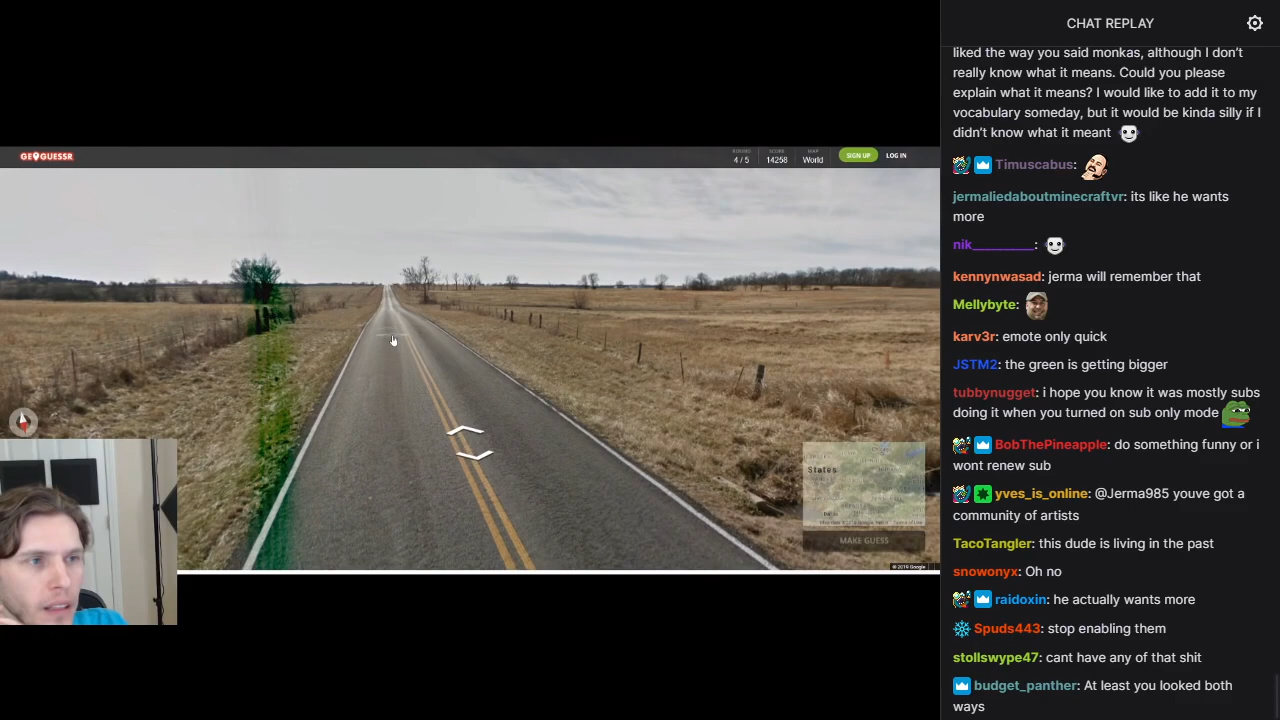 CHAT REPLAY
liked the way you said monkas, although I don't
really know what it means. Could you please
explain what it means? I would like to add it to my
vocabulary someday, but it would be kinda silly if I
didn't know what it meant
Timuscabus:
jermaliedaboutminecraftvr: its like he wants
more
nik_________:
kennynwasad: jerma will remember that
Mellybyte:
karv3r: emote only quick
JSTM2: the green is getting bigger
tubbynugget: i hope you know it was mostly subs
doing it when you turned on sub only mode
BobThePineapple: do something funny or i
wont renew sub
yves_is_online: @Jerma985 youve got a
community of artists
TacoTangler: this dude is living in the past
snowonyx: Oh no
raidoxin: he actually wants more
Spuds443: stop enabling them
stollswype47: cant have any of that shit
budget_panther: At least you looked both
ways
GEOGUESSR
ROUND SCORE MAP
4 / 5 14258 World
SIGN UP LOG IN
States
MAKE GUESS
© 2019 Google